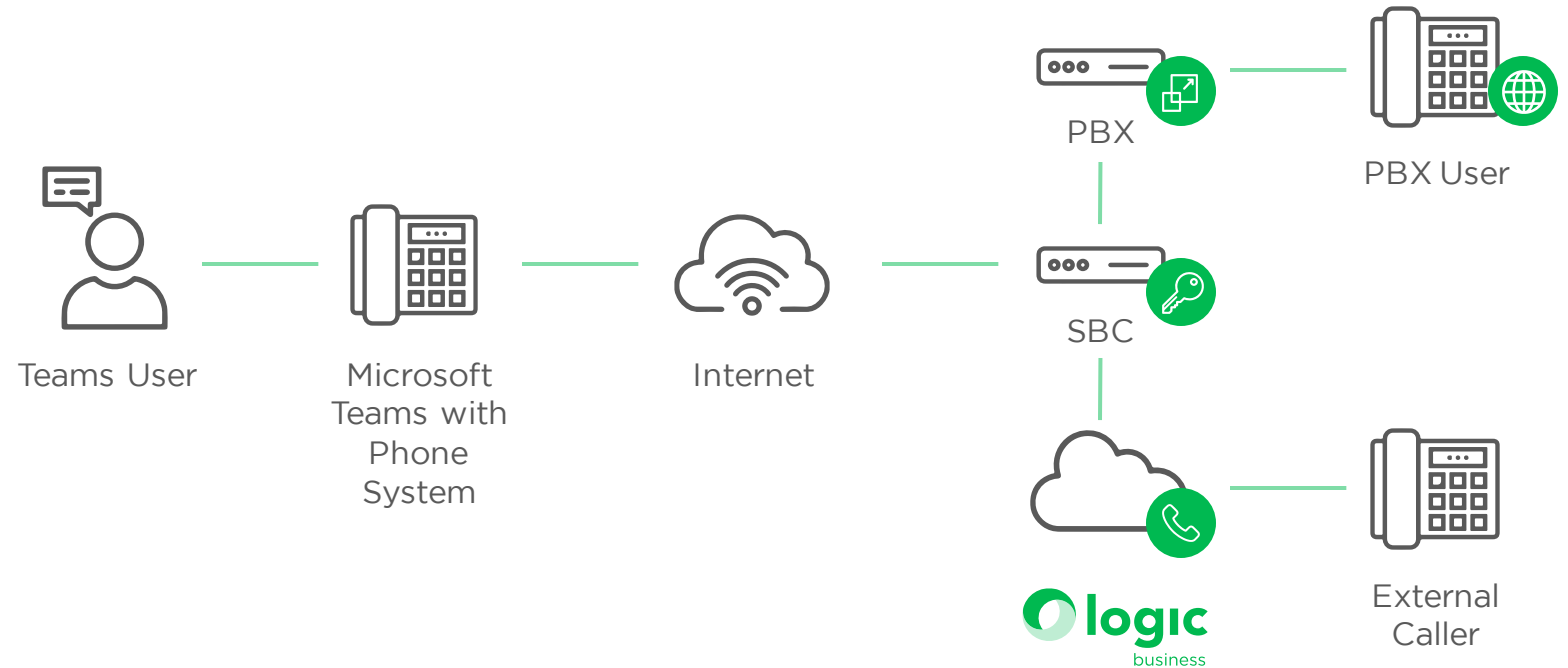 PBX
PBX User
SBC
Teams User
Microsoft
Teams with
Phone
System
Internet
logic
business
External
Caller